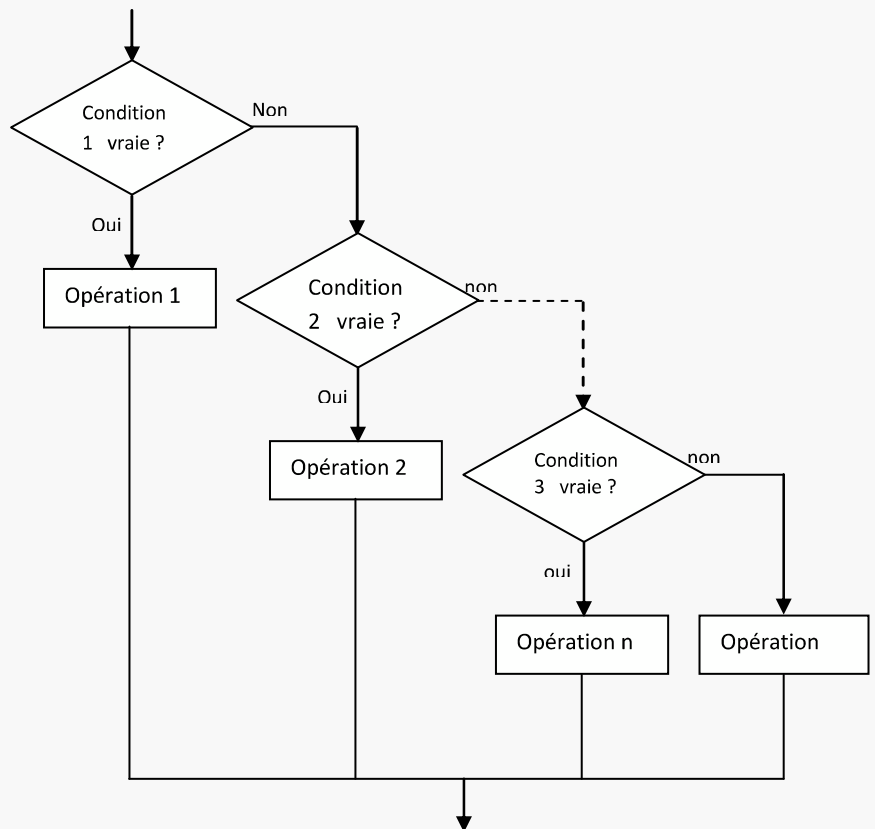 Condition
1 vraie ?
Non
Oui
Opération 1
Condition
2 vraie ?
non
Oui
Opération 2
Condition
3 vraie ?
non
oui
Opération n
Opération